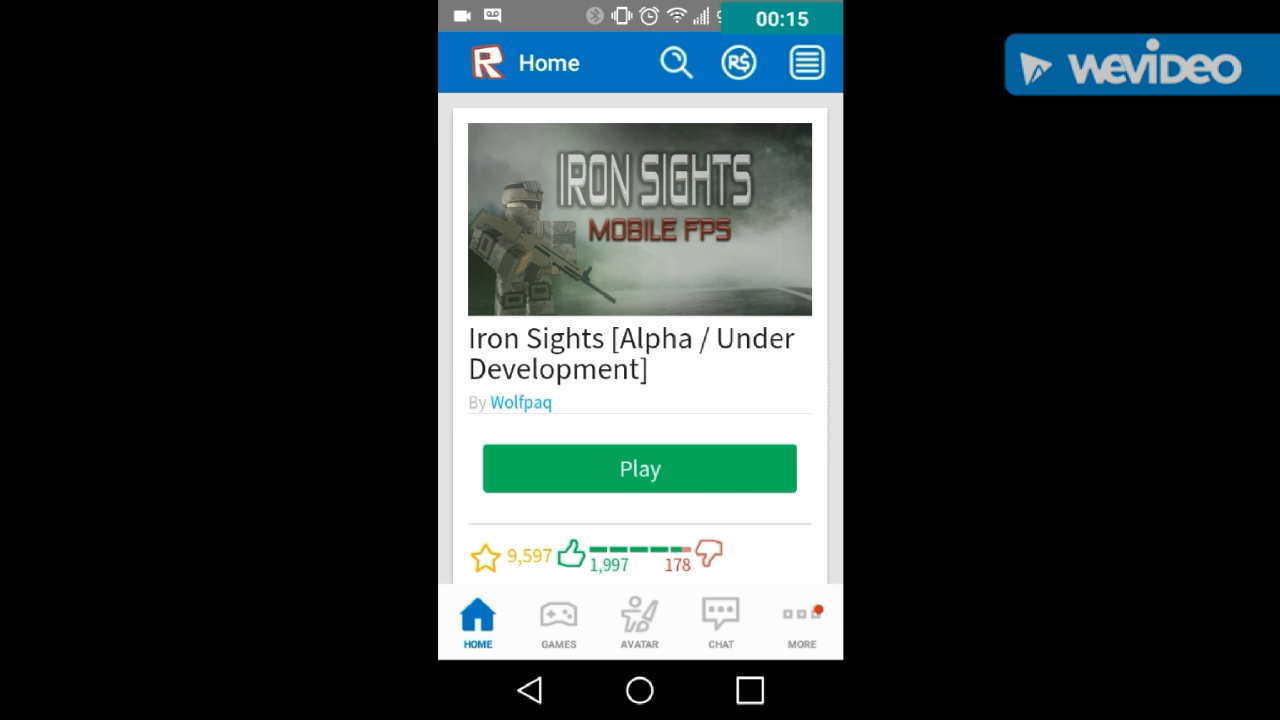 00:15
WEVIDEO
R Home R$
IRON SIGHTS
MOBILE FPS
Iron Sights [Alpha / Under
Development]
By Wolfpaq
Play
9,597 1,997 178
HOME GAMES AVATAR CHAT MORE